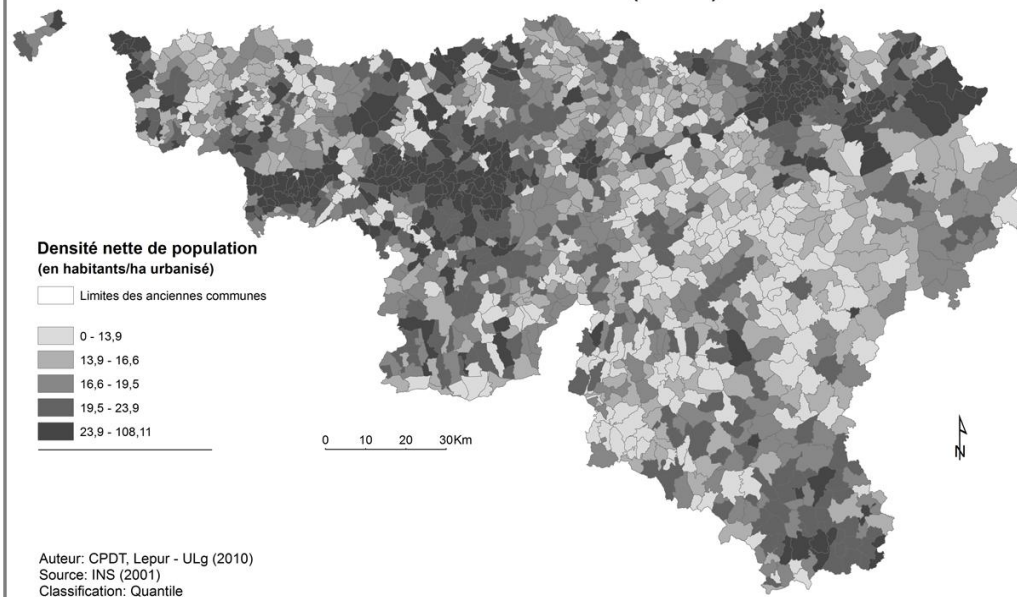 Densité nette de population
(en habitants/ha urbanisé)
Limites des anciennes communes
0 - 13,9
13,9 - 16,6
16,6 - 19,5
19,5 - 23,9
23,9 - 108,11
0 10 20 30Km
N
Auteur: CPDT, Lepur - ULg (2010)
Source: INS (2001)
Classification: Quantile